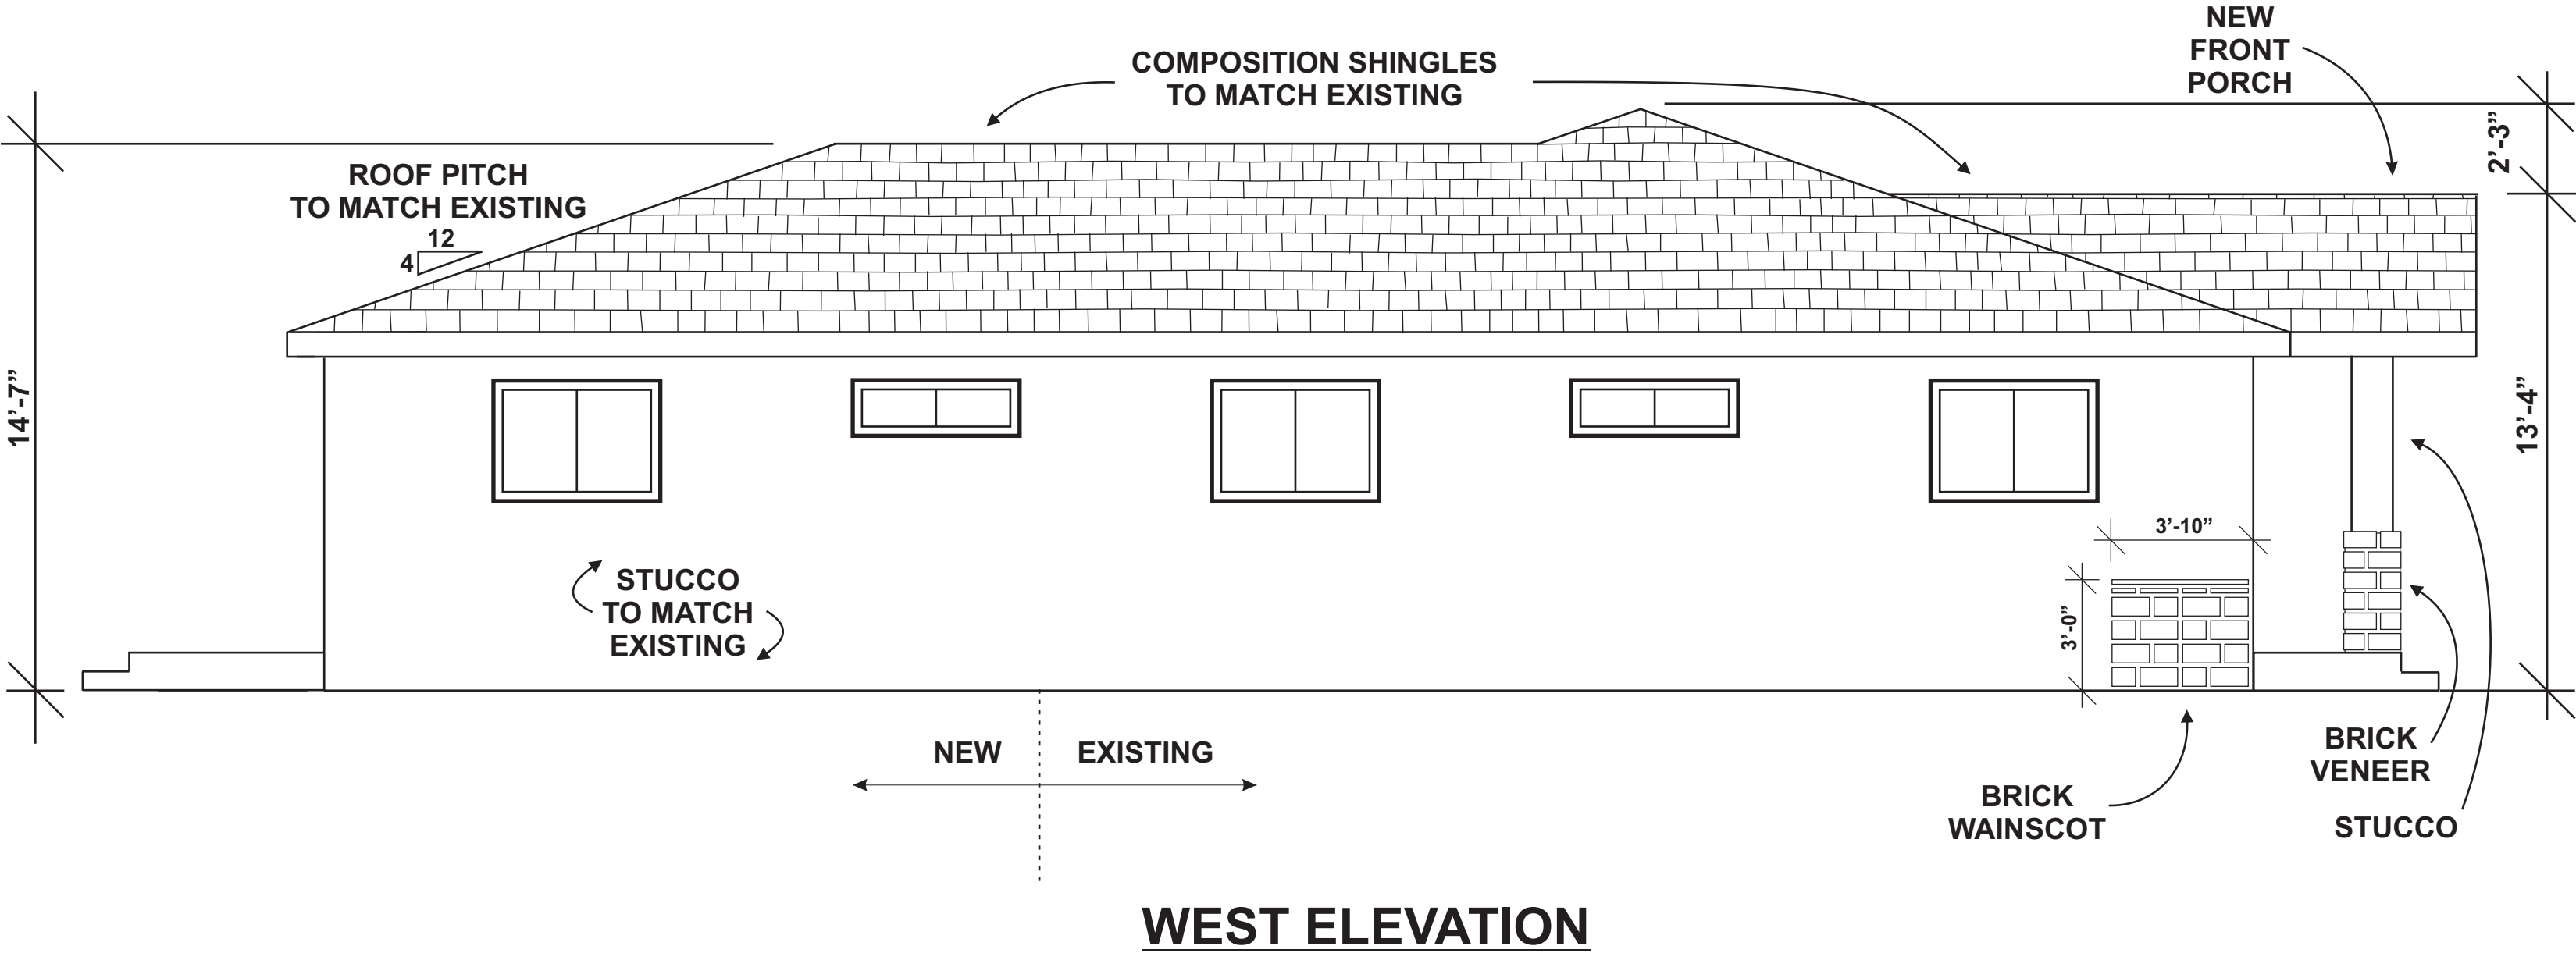 NEW
FRONT
PORCH
COMPOSITION SHINGLES
TO MATCH EXISTING
2’-3”
ROOF PITCH
TO MATCH EXISTING
12
4
14’-7”
13’-4”
3’-10”
3’-0”
STUCCO
TO MATCH
EXISTING
NEW
EXISTING
BRICK
VENEER
BRICK
WAINSCOT
STUCCO
WEST ELEVATION